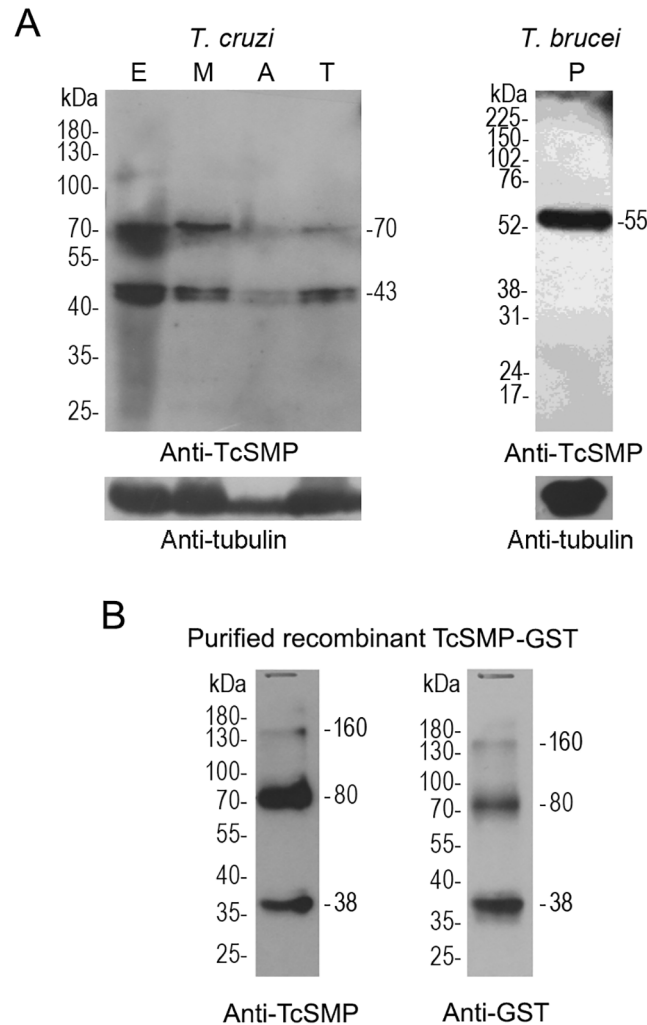 A
T. cruzi
E M A T
kDa
180-
130-
100-
70-
55-
40-
35-
25-
-70
-43
Anti-TcSMP
Anti-tubulin
T. brucei
P
kDa
225-
150-
102-
76-
52-
38-
31-
24-
17-
-55
Anti-TcSMP
Anti-tubulin
B
Purified recombinant TcSMP-GST
kDa
180-
130-
100-
70-
55-
40-
35-
25-
-160
-80
-38
Anti-TcSMP
kDa
180-
130-
100-
70-
55-
40-
35-
25-
-160
-80
-38
Anti-GST